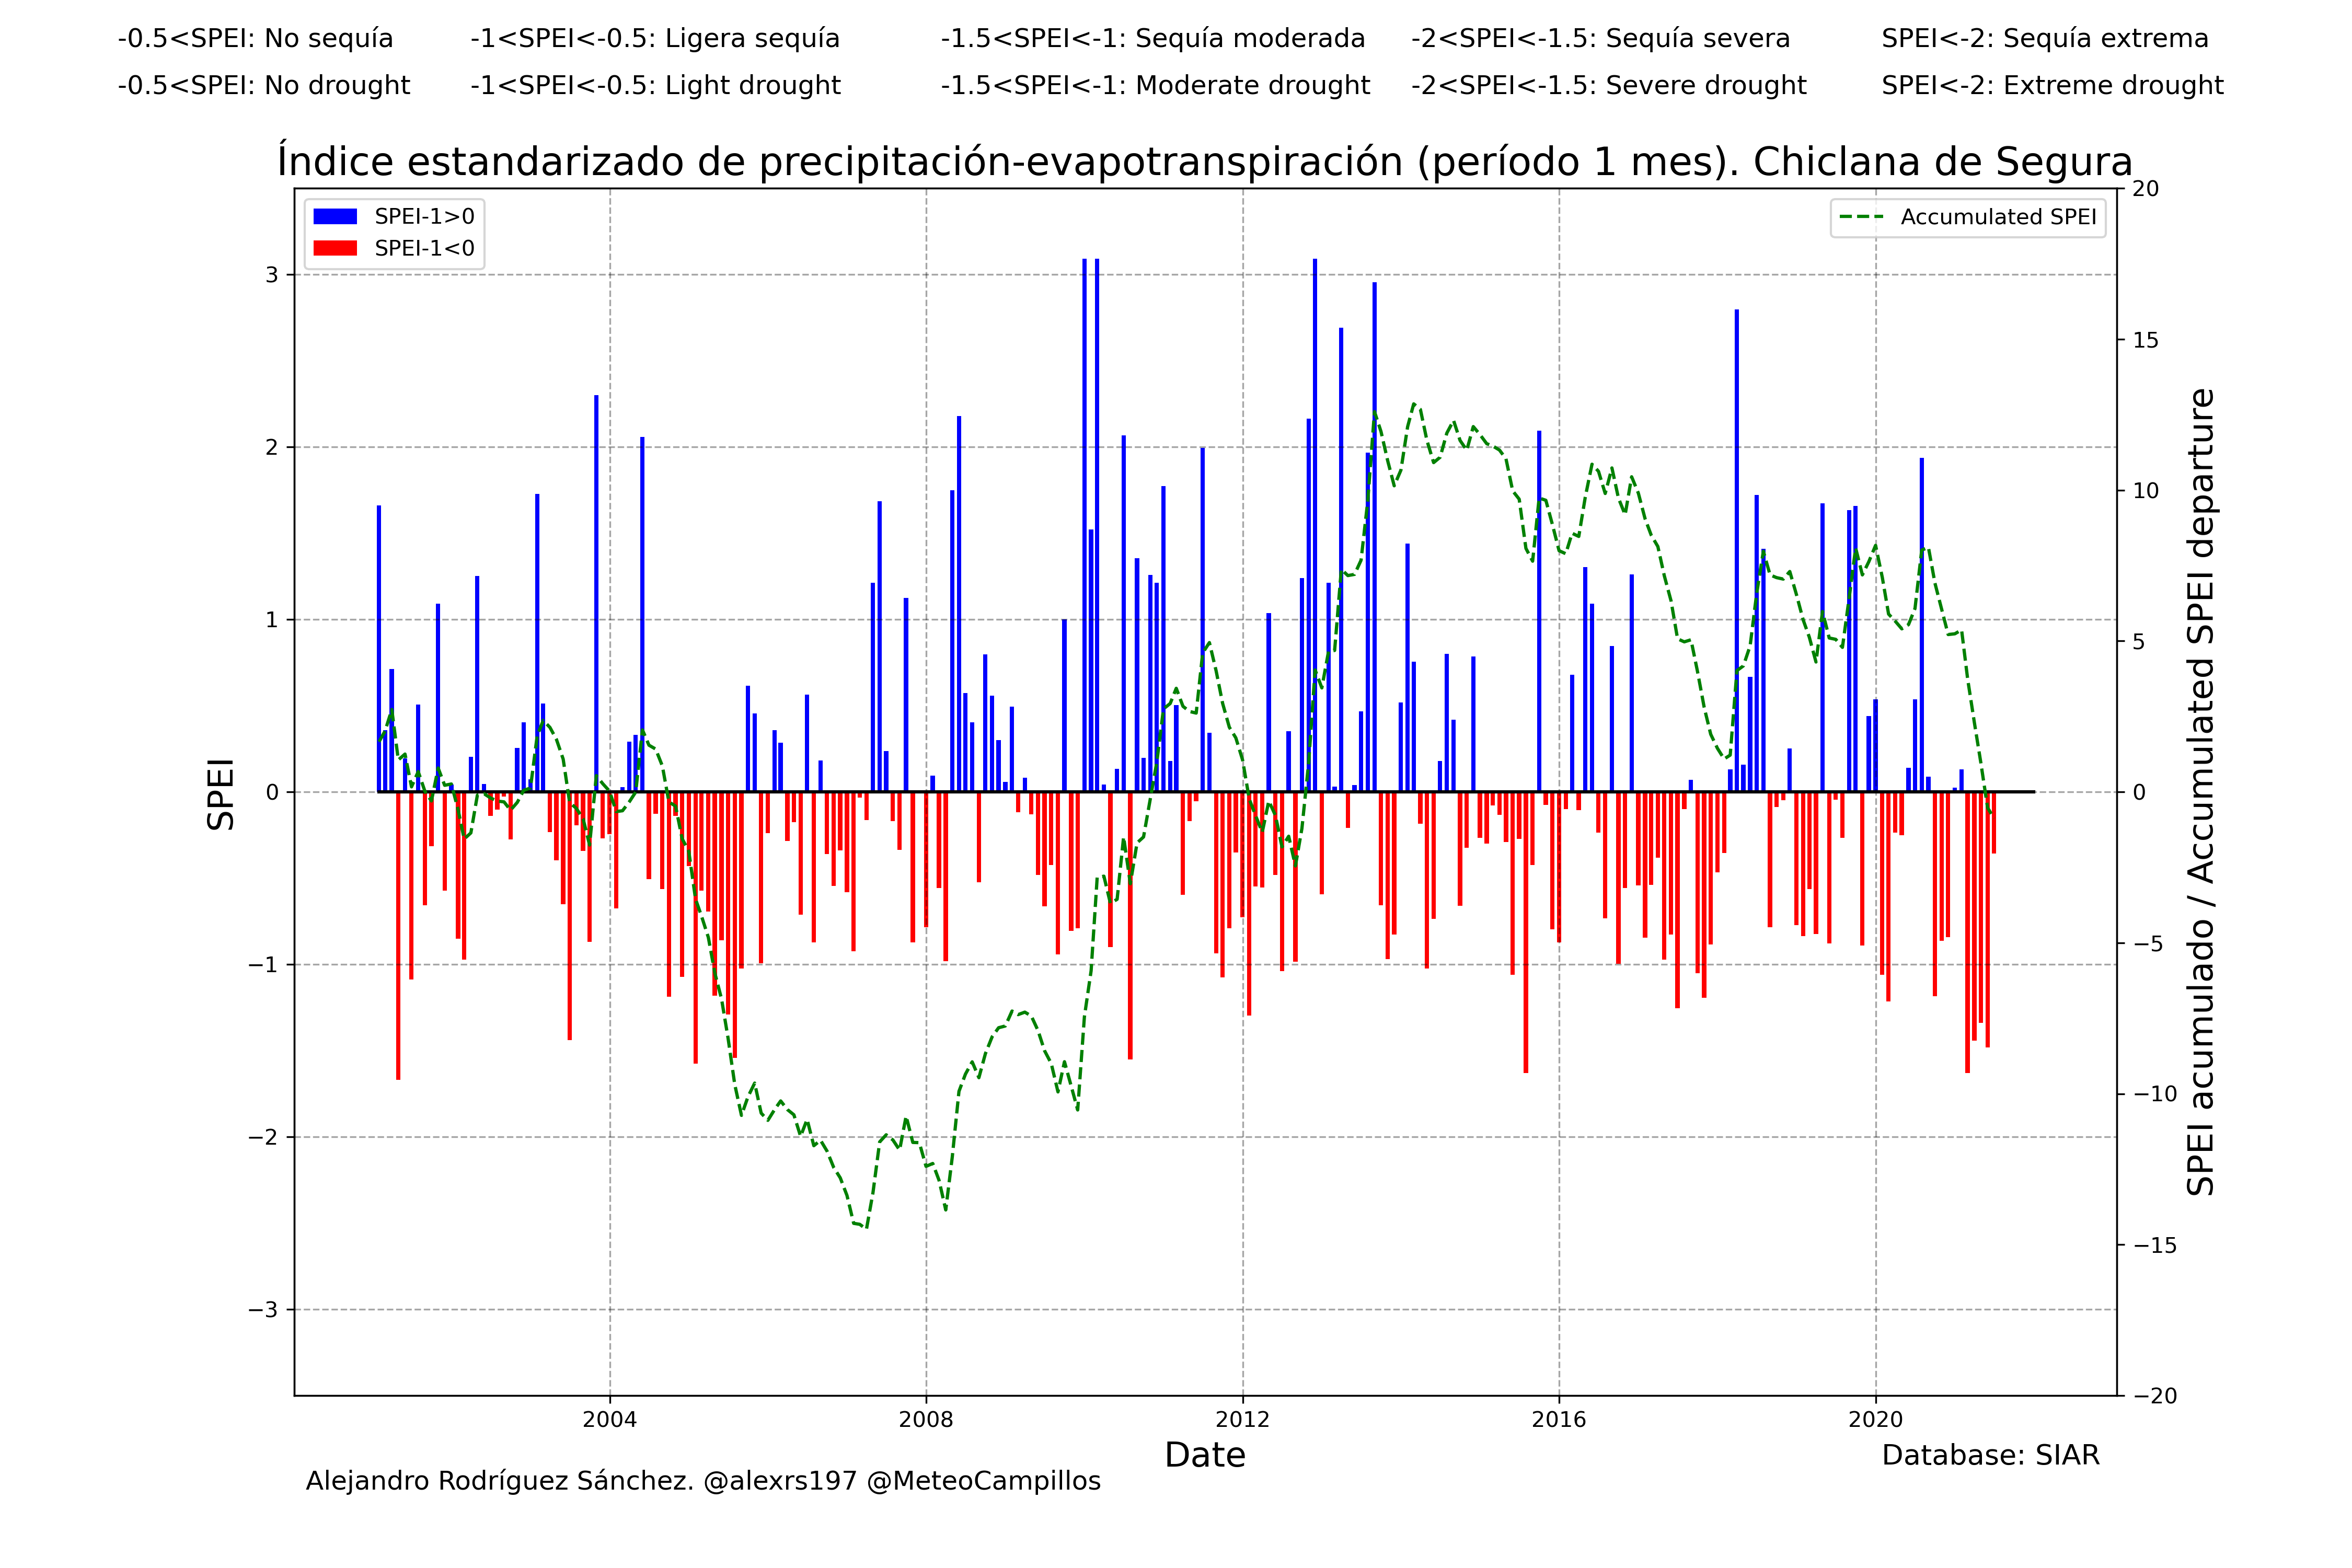 -0.5<SPEI: No sequía -1<SPEI<-0.5: Ligera sequía -1.5<SPEI<-1: Sequía moderada -2<SPEI<-1.5: Sequía severa SPEI<-2: Sequía extrema
-0.5<SPEI: No drought -1<SPEI<-0.5: Light drought -1.5<SPEI<-1: Moderate drought -2<SPEI<-1.5: Severe drought SPEI<-2: Extreme drought
Índice estandarizado de precipitación-evapotranspiración (período 1 mes). Chiclana de Segura
SPEI-1>0
SPEI-1<0
Accumulated SPEI
SPEI
3
2
1
0
−1
−2
−3
20
15
10
5
0
−5
−10
−15
−20
SPEI acumulado / Accumulated SPEI departure
2004 2008 2012 2016 2020
Date
Database: SIAR
Alejandro Rodríguez Sánchez. @alexrs197 @MeteoCampillos